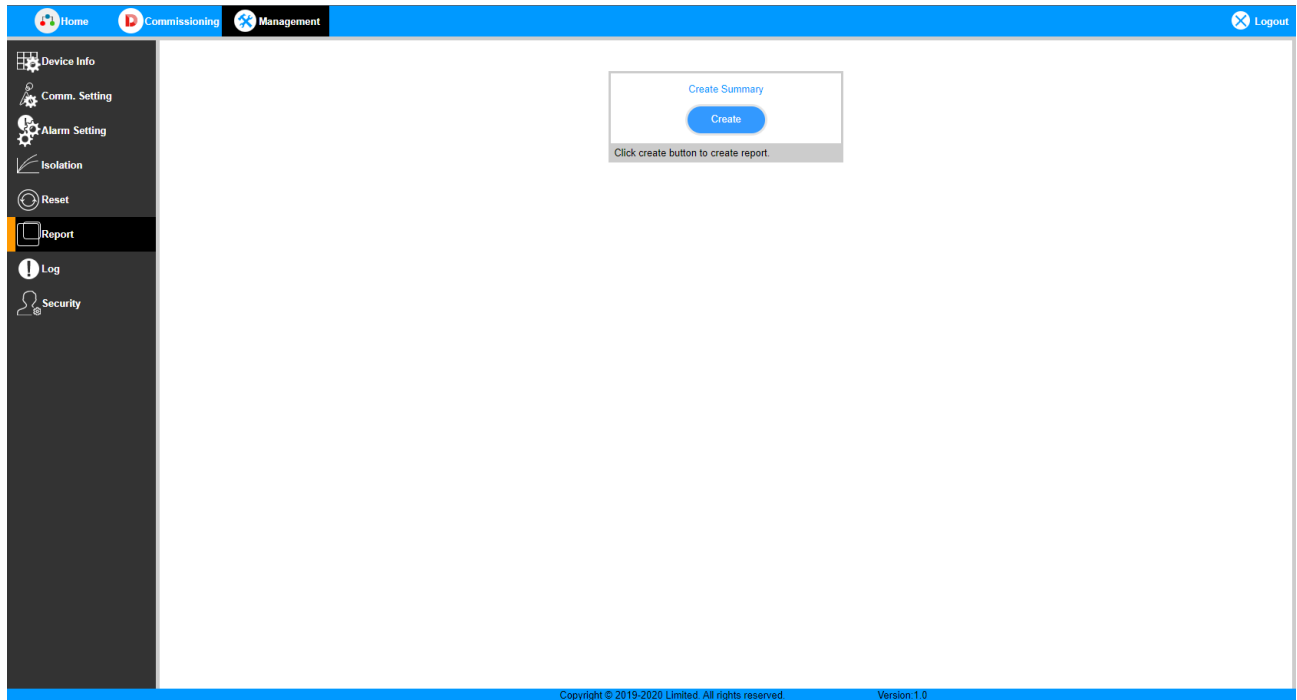 Home
Commissioning
Management
Logout
Device Info
Comm. Setting
Alarm Setting
Isolation
Reset
Report
Log
Security
Create Summary
Create
Click create button to create report.
Copyright © 2019-2020 Limited. All rights reserved. Version:1.0